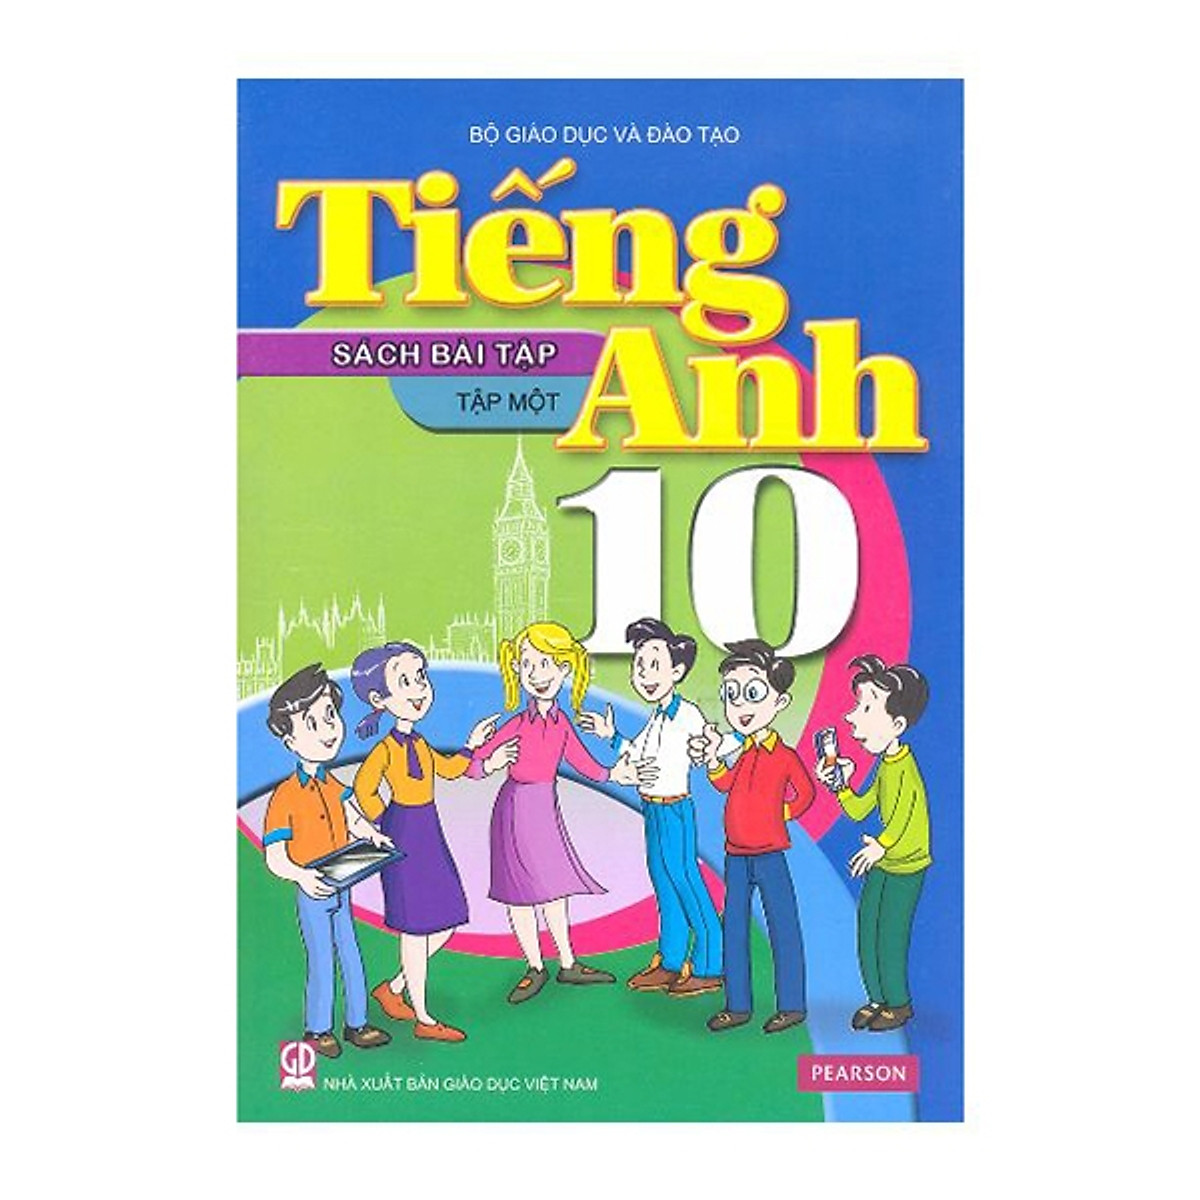 BỘ GIÁO DỤC VÀ ĐÀO TẠO
Tiếng
Anh
SÁCH BÀI TẬP
TẬP MỘT
10
GD
NHÀ XUẤT BẢN GIÁO DỤC VIỆT NAM
PEARSON